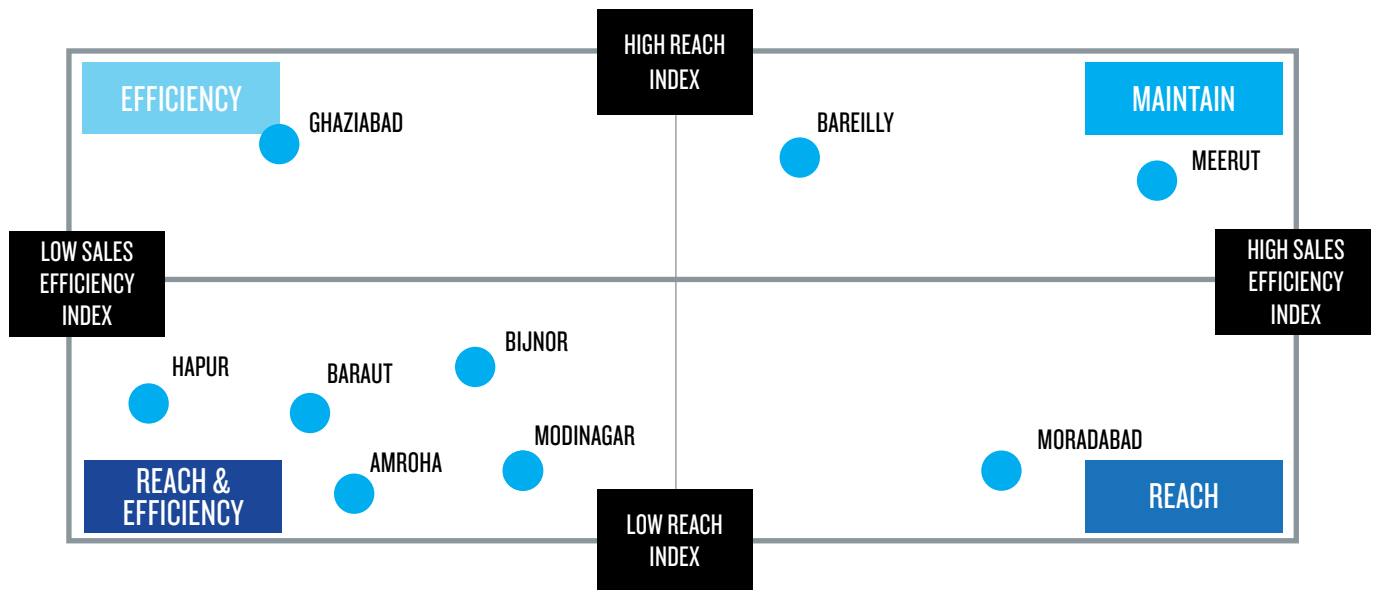 HIGH REACH
INDEX
EFFICIENCY
MAINTAIN
GHAZIABAD
BAREILLY
MEERUT
LOW SALES
EFFICIENCY
INDEX
HIGH SALES
EFFICIENCY
INDEX
BIJNOR
HAPUR
BARAUT
MODINAGAR
MORADABAD
AMROHA
REACH &
EFFICIENCY
REACH
LOW REACH
INDEX